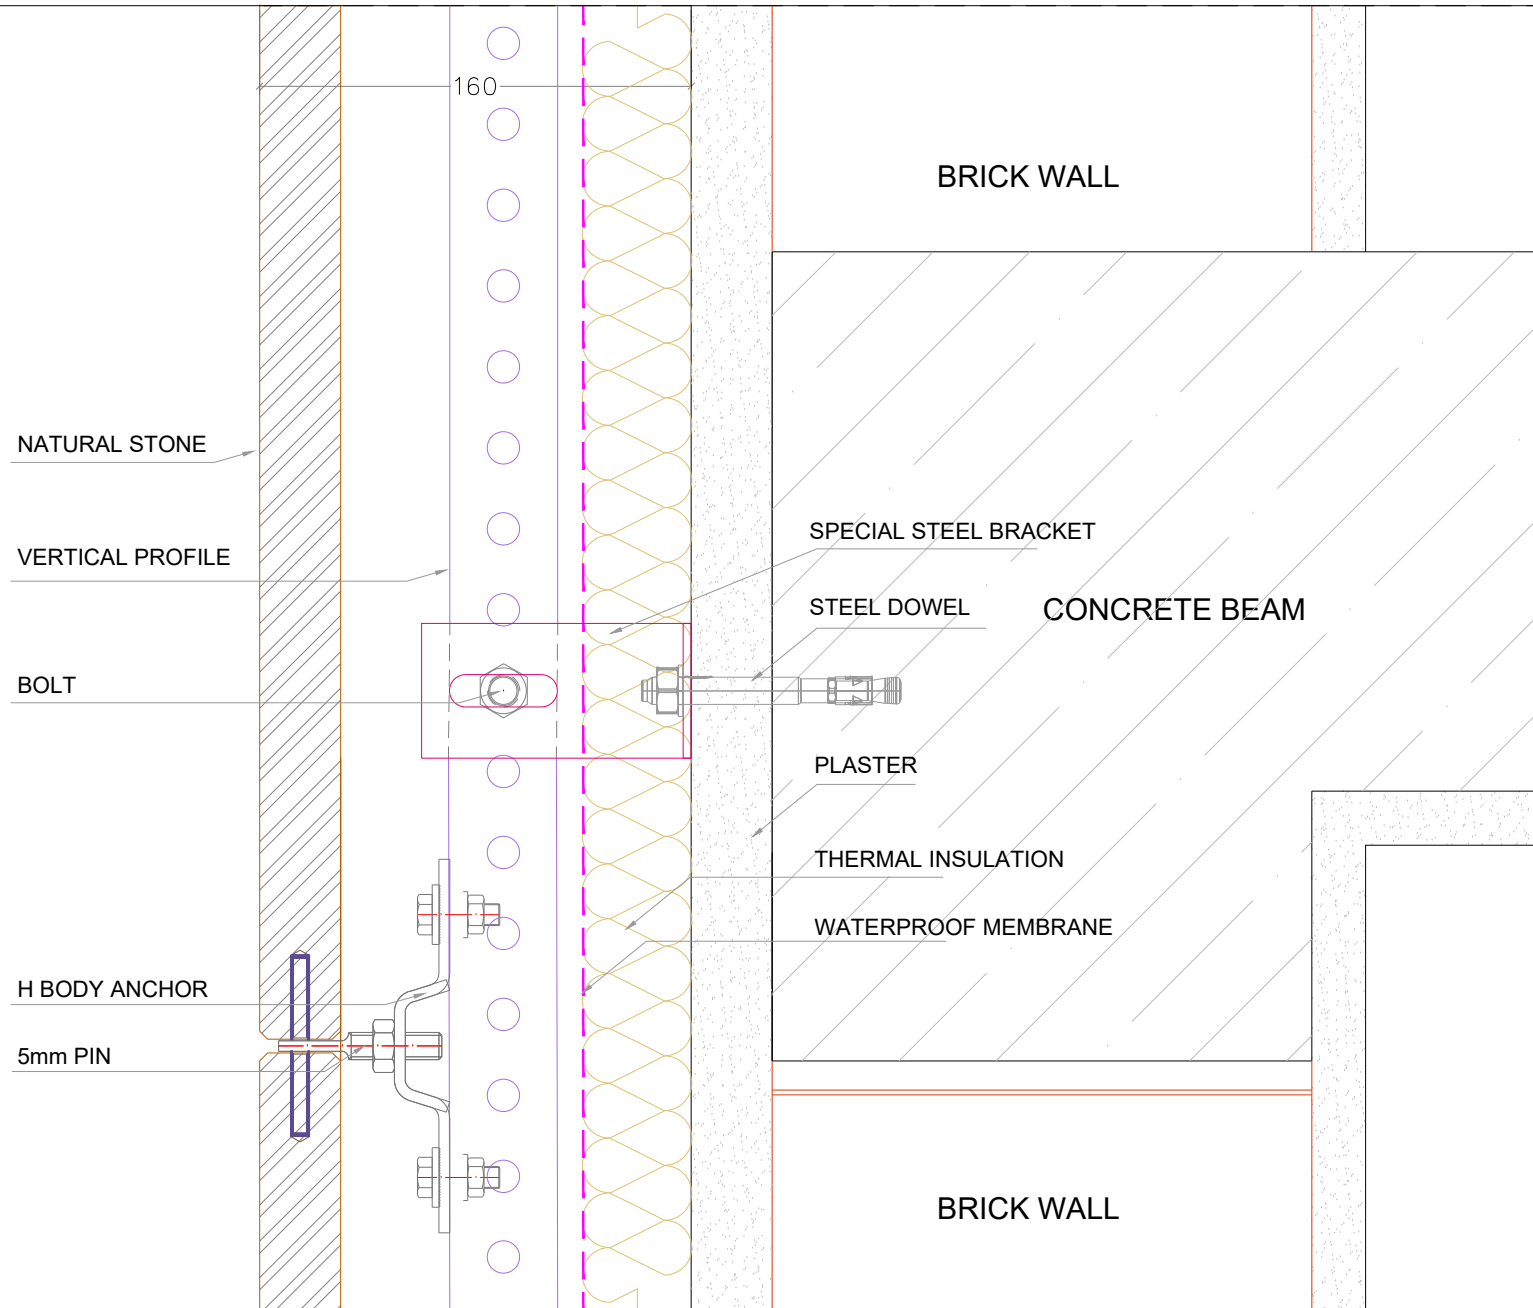 160
BRICK WALL
NATURAL STONE
SPECIAL STEEL BRACKET
VERTICAL PROFILE
STEEL DOWEL
CONCRETE BEAM
BOLT
PLASTER
THERMAL INSULATION
WATERPROOF MEMBRANE
H BODY ANCHOR
5mm PIN
BRICK WALL